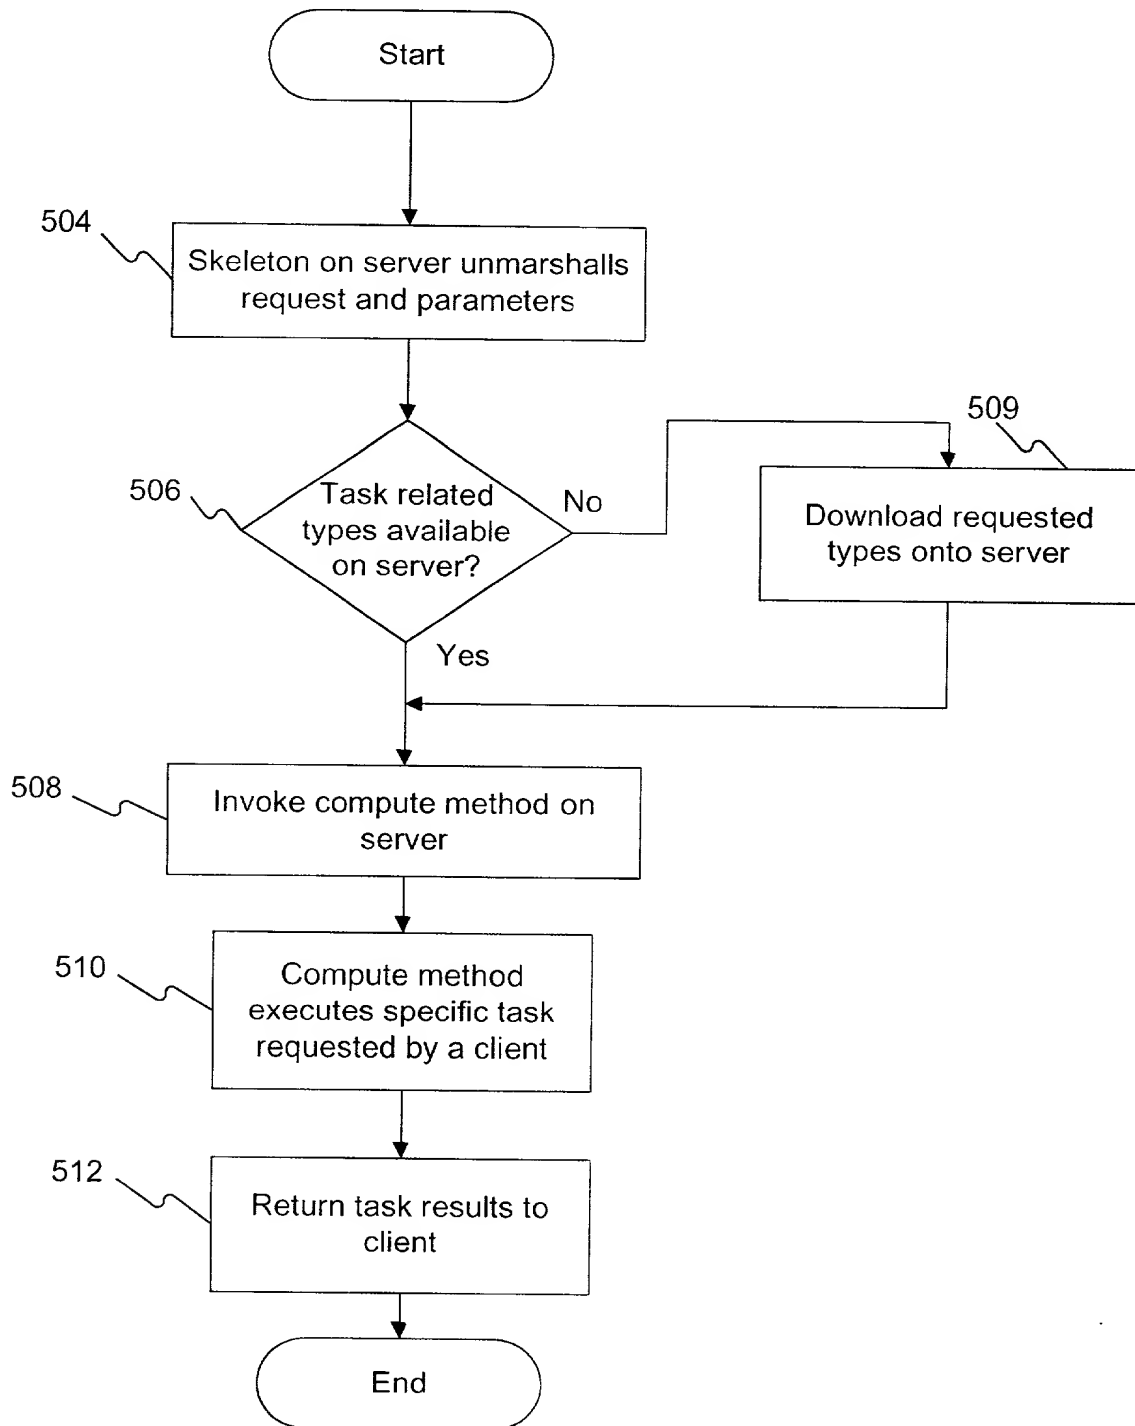 Start
504
Skeleton on server unmarshalls
request and parameters
509
506
Task related
types available
on server?
No
Download requested
types onto server
Yes
508
Invoke compute method on
server
510
Compute method
executes specific task
requested by a client
512
Return task results to
client
End